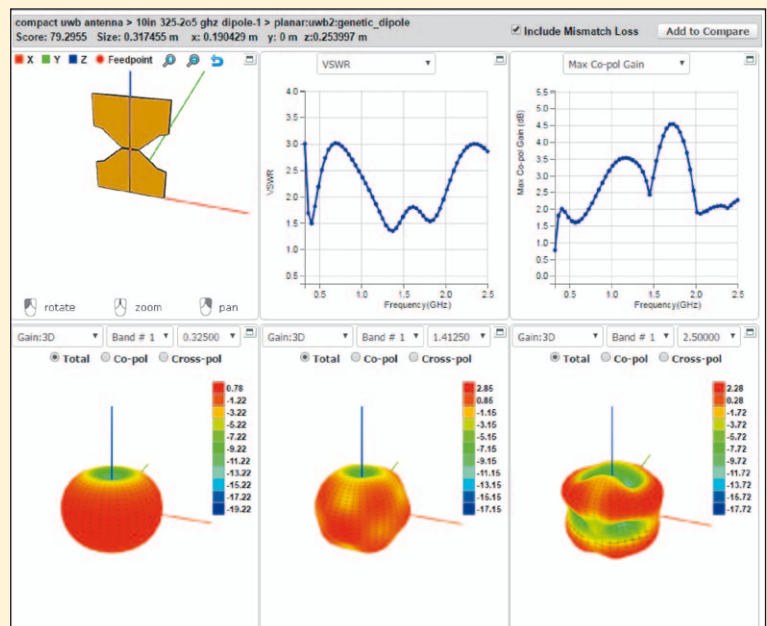 compact uwb antenna > 10in 325-2o5 ghz dipole-1 > planar:uwb2:genetic_dipole
Score: 79.2955 Size: 0.317455 m x: 0.190429 m y: 0 m z:0.253997 m
Include Mismatch Loss
Add to Compare
X Y Z Feedpoint
rotate zoom pan
VSWR
4.0
3.5
3.0
2.5
2.0
1.5
1.0
0.5
VSWR
0.5 1.0 1.5 2.0 2.5
Frequency(GHz)
Max Co-pol Gain
5.5
5.0
4.5
4.0
3.5
3.0
2.5
2.0
1.5
1.0
0.5
0.0
Max Co-pol Gain (dB)
0.5 1.0 1.5 2.0 2.5
Frequency(GHz)
Gain:3D Band # 1 0.32500
Total Co-pol Cross-pol
0.78
-1.22
-3.22
-5.22
-7.22
-9.22
-11.22
-13.22
-15.22
-17.22
-19.22
Gain:3D Band # 1 1.41250
Total Co-pol Cross-pol
2.85
0.85
-1.15
-3.15
-5.15
-7.15
-9.15
-11.15
-13.15
-15.15
-17.15
Gain:3D Band # 1 2.50000
Total Co-pol Cross-pol
2.28
0.28
-1.72
-3.72
-5.72
-7.72
-9.72
-11.72
-13.72
-15.72
-17.72